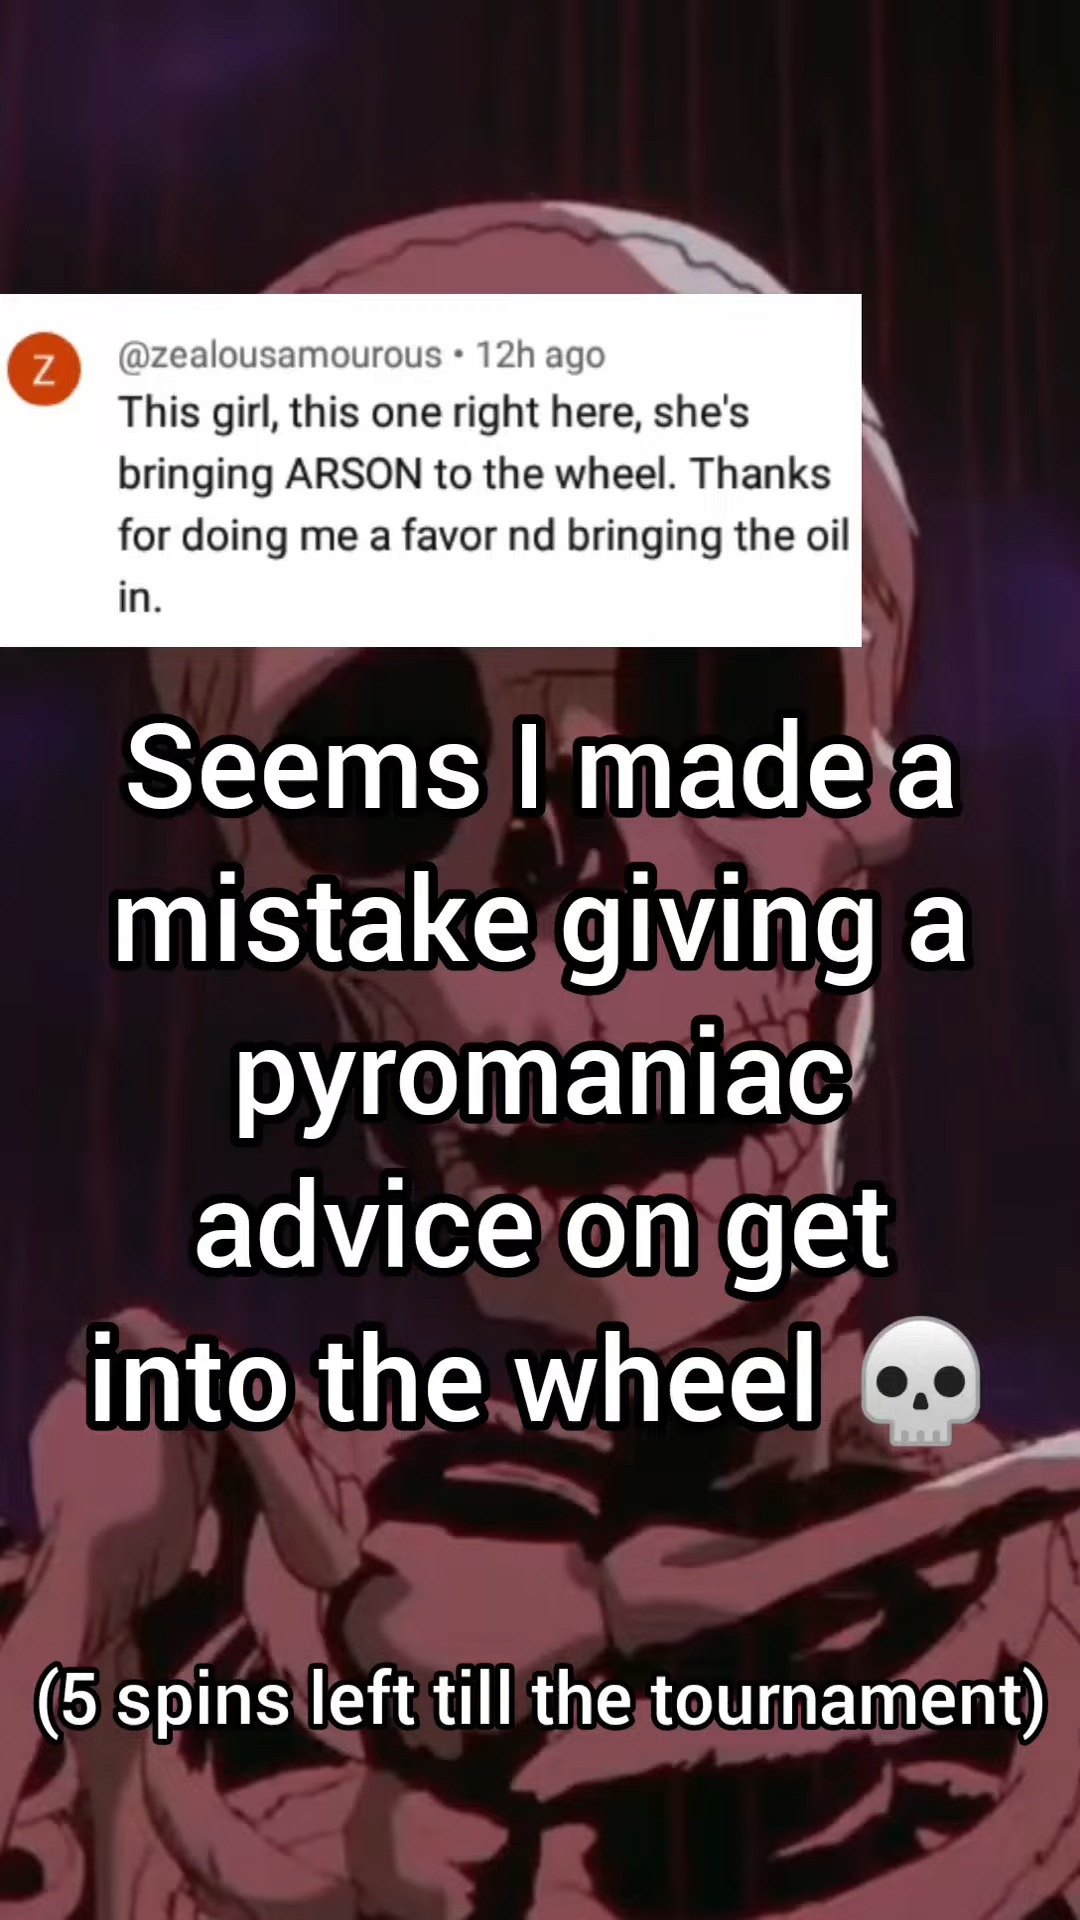 Z
@zealousamourous • 12h ago
This girl, this one right here, she's
bringing ARSON to the wheel. Thanks
for doing me a favor nd bringing the oil
in.
Seems I made a
mistake giving a
pyromaniac
advice on get
into the wheel 💀
(5 spins left till the tournament)